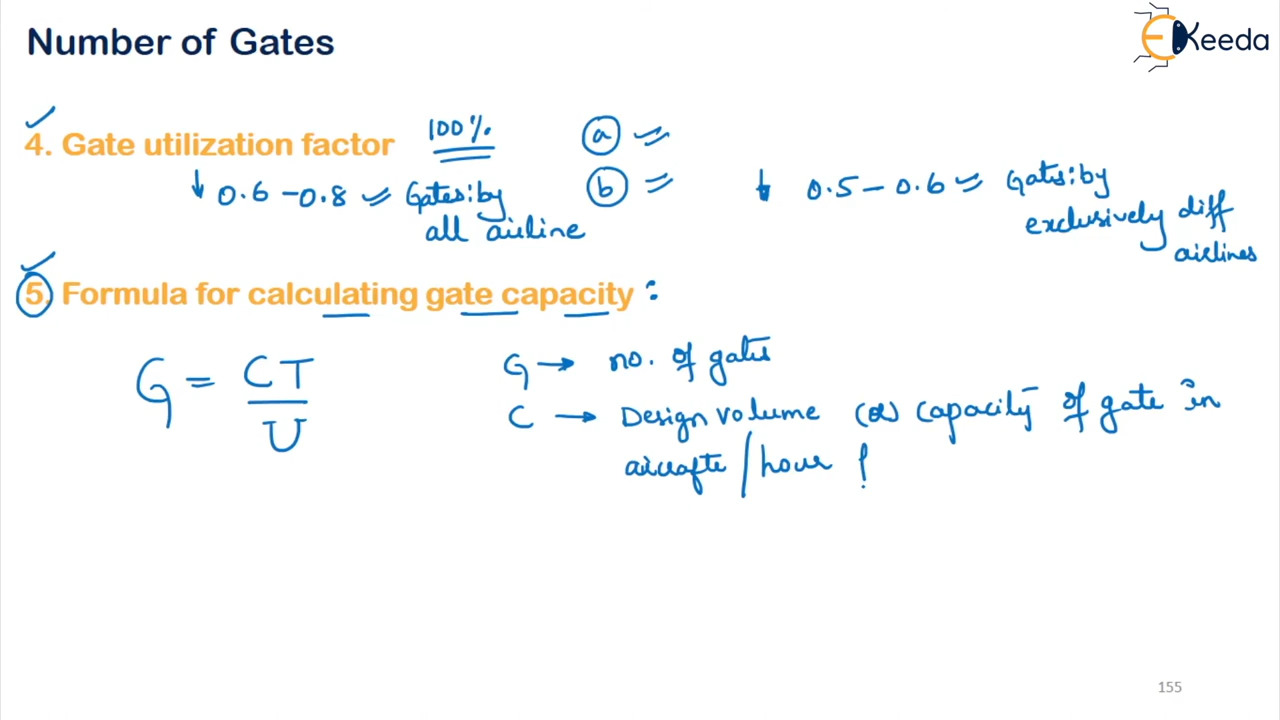 Number of Gates
EKeeda
4. Gate utilization factor 100%
0.6 - 0.8 Gates: by
all airline
a
b
0.5 - 0.6 Gats: by
exclusively diff
airlines
5. Formula for calculating gate capacity :
G = CT
U
G → no. of gates
C → Design volume (or) capacity of gate in
aircrafts / hour
155